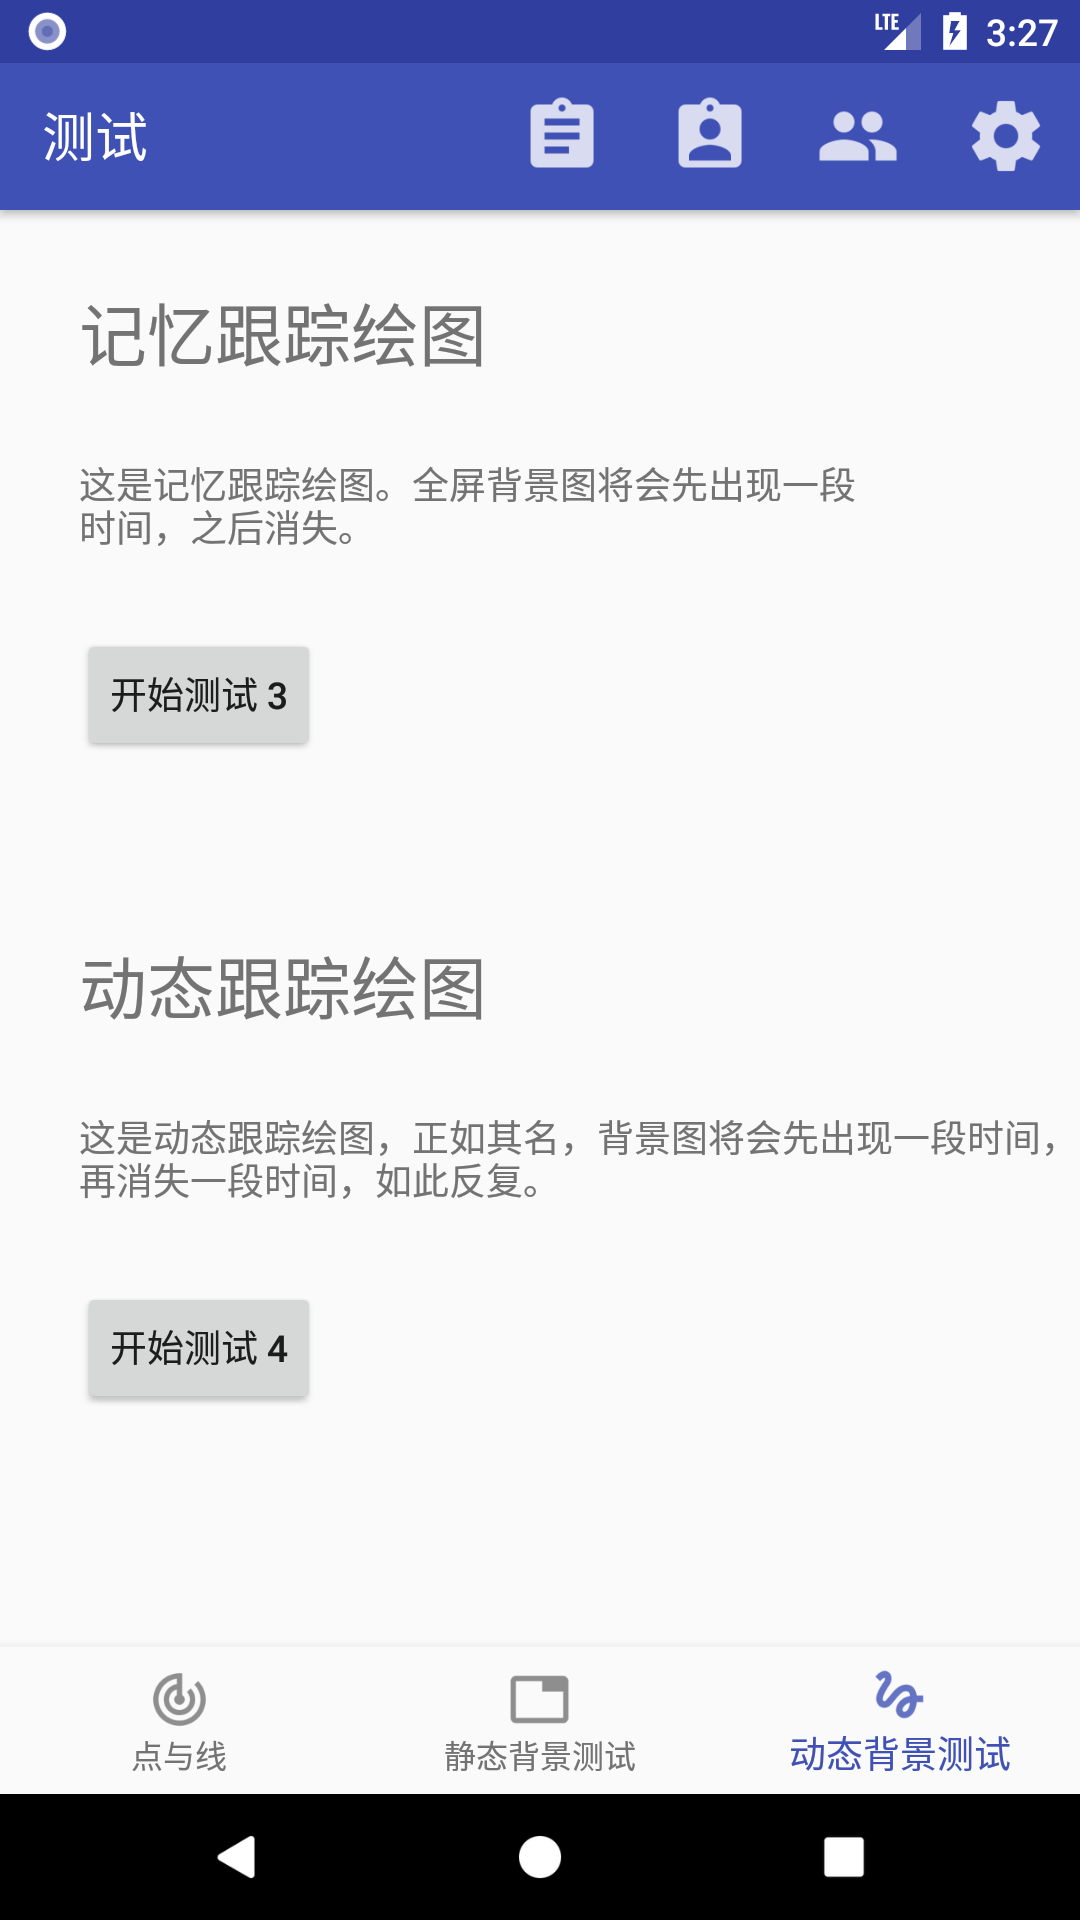 LTE 3:27
测试
记忆跟踪绘图
这是记忆跟踪绘图。全屏背景图将会先出现一段
时间，之后消失。
开始测试 3
动态跟踪绘图
这是动态跟踪绘图，正如其名，背景图将会先出现一段时间，
再消失一段时间，如此反复。
开始测试 4
点与线
静态背景测试
动态背景测试